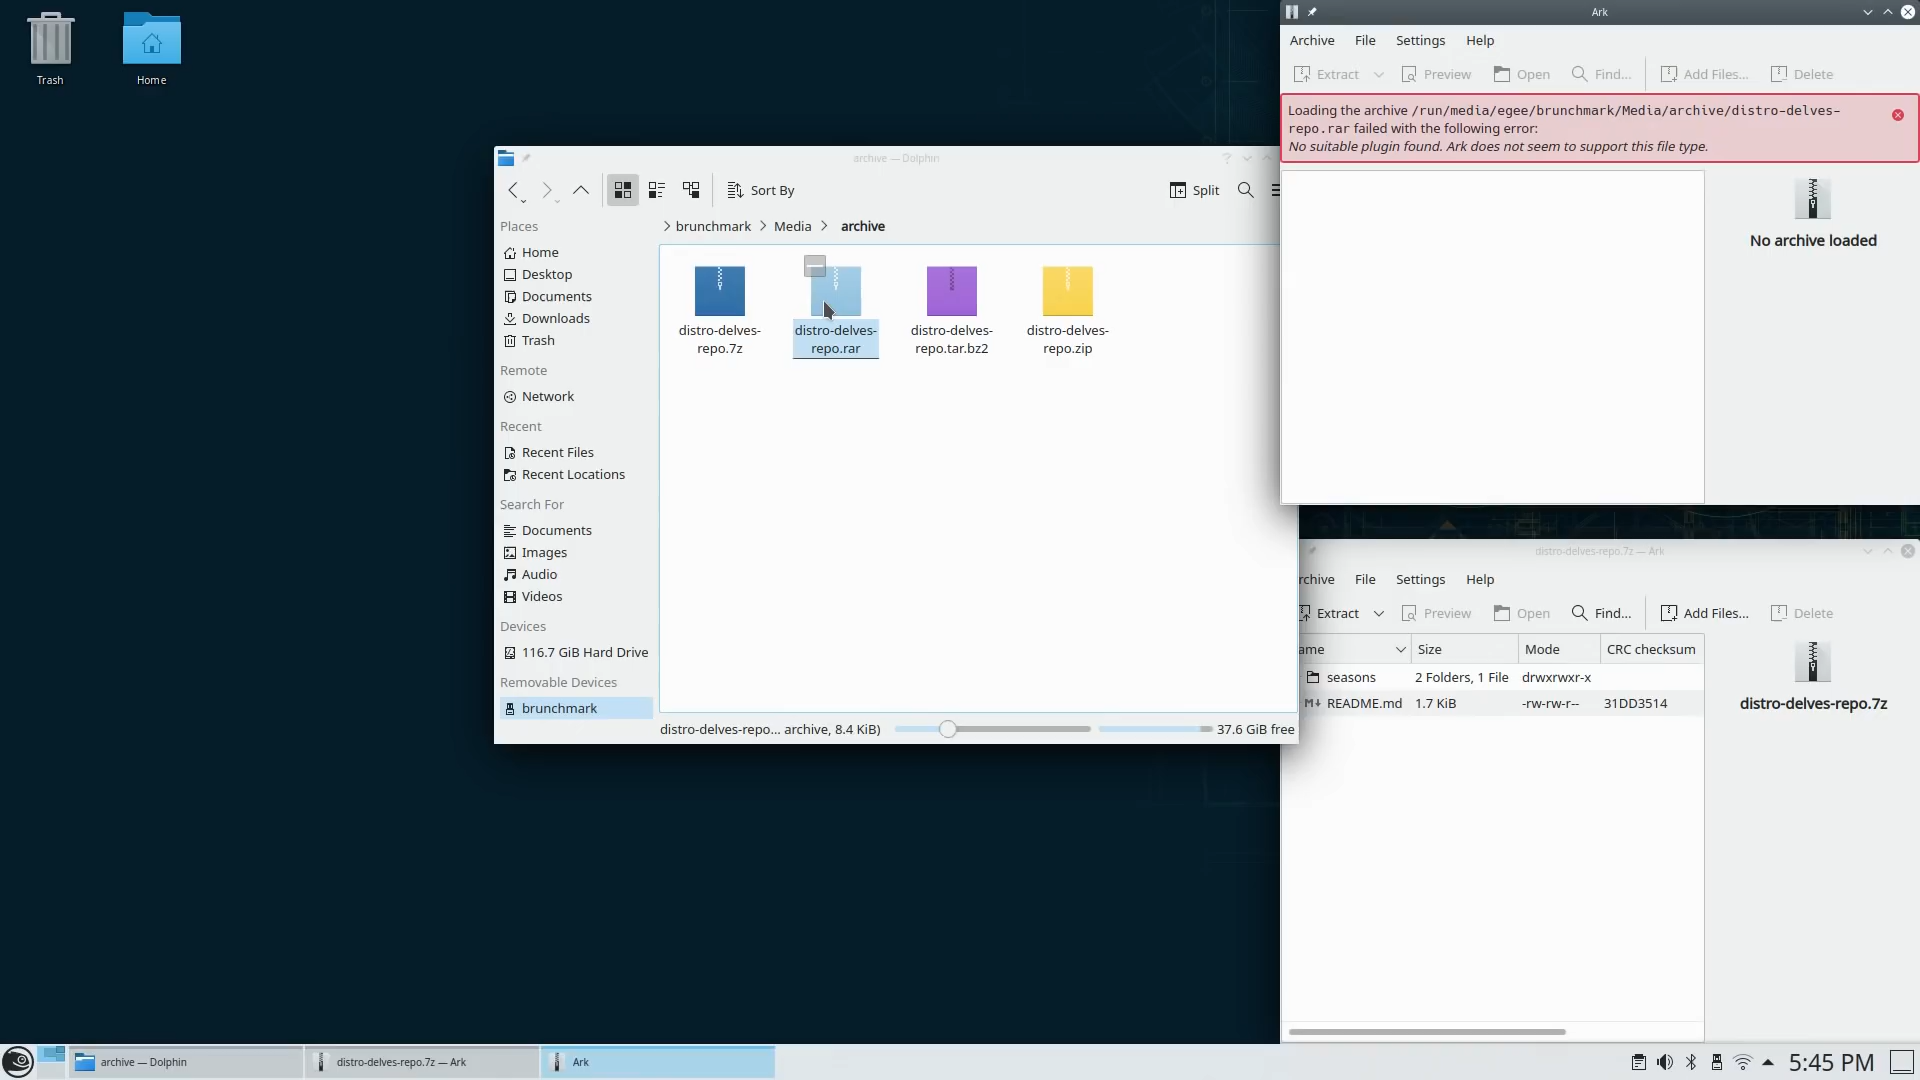 Trash
Home
archive — Dolphin
Sort By
Split
Places
Home
Desktop
Documents
Downloads
Trash
Remote
Network
Recent
Recent Files
Recent Locations
Search For
Documents
Images
Audio
Videos
Devices
116.7 GiB Hard Drive
Removable Devices
brunchmark
brunchmark
Media
archive
distro-delves-
repo.7z
distro-delves-
repo.rar
distro-delves-
repo.tar.bz2
distro-delves-
repo.zip
distro-delves-repo... archive, 8.4 KiB)
37.6 GiB free
Ark
Archive File Settings Help
Extract Preview Open Find... Add Files... Delete
Loading the archive /run/media/egee/brunchmark/Media/archive/distro-delves-
repo.rar failed with the following error:
No suitable plugin found. Ark does not seem to support this file type.
No archive loaded
distro-delves-repo.7z — Ark
rchive File Settings Help
Extract Preview Open Find... Add Files... Delete
ame Size Mode CRC checksum
seasons 2 Folders, 1 File drwxrwxr-x
README.md 1.7 KiB -rw-rw-r-- 31DD3514
distro-delves-repo.7z
archive — Dolphin
distro-delves-repo.7z — Ark
Ark
5:45 PM